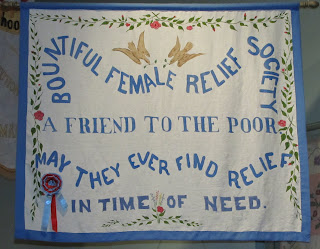 BOUNTIFUL FEMALE RELIEF SOCIETY
A FRIEND TO THE POOR
MAY THEY EVER FIND RELIEF
IN TIME OF NEED.